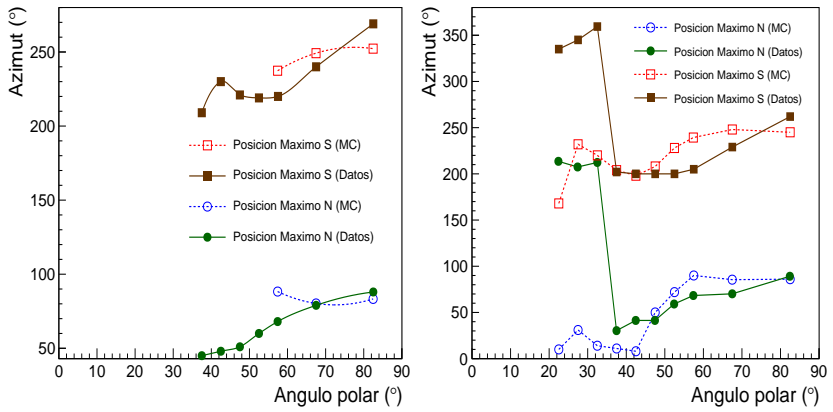 Azimut (°)
250
200
150
100
50
0 10 20 30 40 50 60 70 80 90
Angulo polar (°)
Posicion Maximo S (MC)
Posicion Maximo S (Datos)
Posicion Maximo N (MC)
Posicion Maximo N (Datos)
Azimut (°)
350
300
250
200
150
100
50
0
0 10 20 30 40 50 60 70 80 90
Angulo polar (°)
Posicion Maximo N (MC)
Posicion Maximo N (Datos)
Posicion Maximo S (MC)
Posicion Maximo S (Datos)